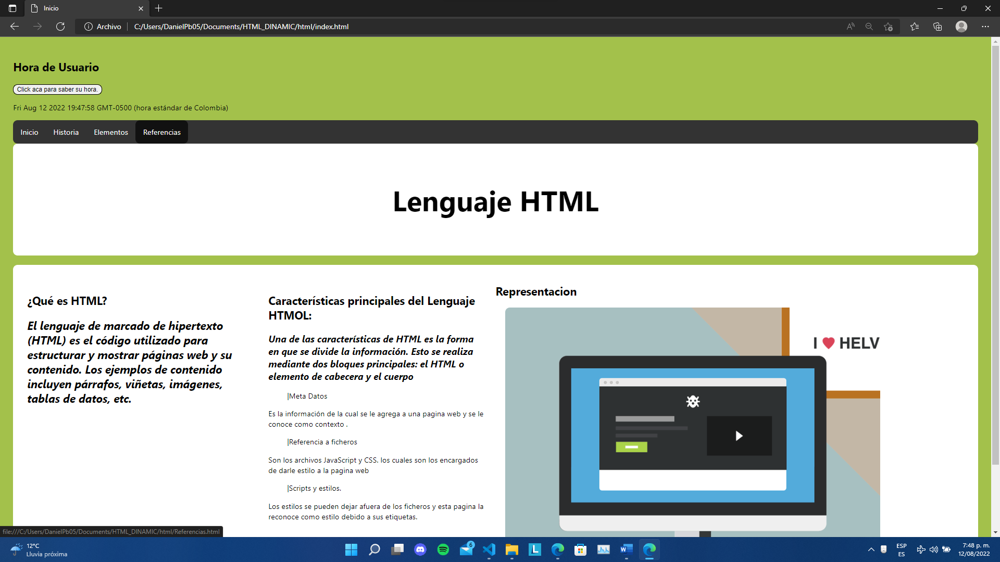 Inicio
Archivo
C:/Users/DanielPb05/Documents/HTML_DINAMIC/html/index.html
Hora de Usuario
Click aca para saber su hora.
Fri Aug 12 2022 19:47:58 GMT-0500 (hora estándar de Colombia)
Inicio Historia Elementos Referencias
Lenguaje HTML
¿Qué es HTML?
El lenguaje de marcado de hipertexto
(HTML) es el código utilizado para
estructurar y mostrar páginas web y su
contenido. Los ejemplos de contenido
incluyen párrafos, viñetas, imágenes,
tablas de datos, etc.
Características principales del Lenguaje
HTMOL:
Una de las características de HTML es la forma
en que se divide la información. Esto se realiza
mediante dos bloques principales: el HTML o
elemento de cabecera y el cuerpo
|Meta Datos
Es la información de la cual se le agrega a una pagina web y se le
conoce como contexto .
|Referencia a ficheros
Son los archivos JavaScript y CSS. los cuales son los encargados
de darle estilo a la pagina web
|Scripts y estilos.
Los estilos se pueden dejar afuera de los ficheros y esta pagina la
reconoce como estilo debido a sus etiquetas.
Representacion
I ❤ HELV
file:///C:/Users/DanielPb05/Documents/HTML_DINAMIC/html/Referencias.html
12°C
Lluvia próxima
6
L
W
ESP
ES
7:48 p. m.
12/08/2022